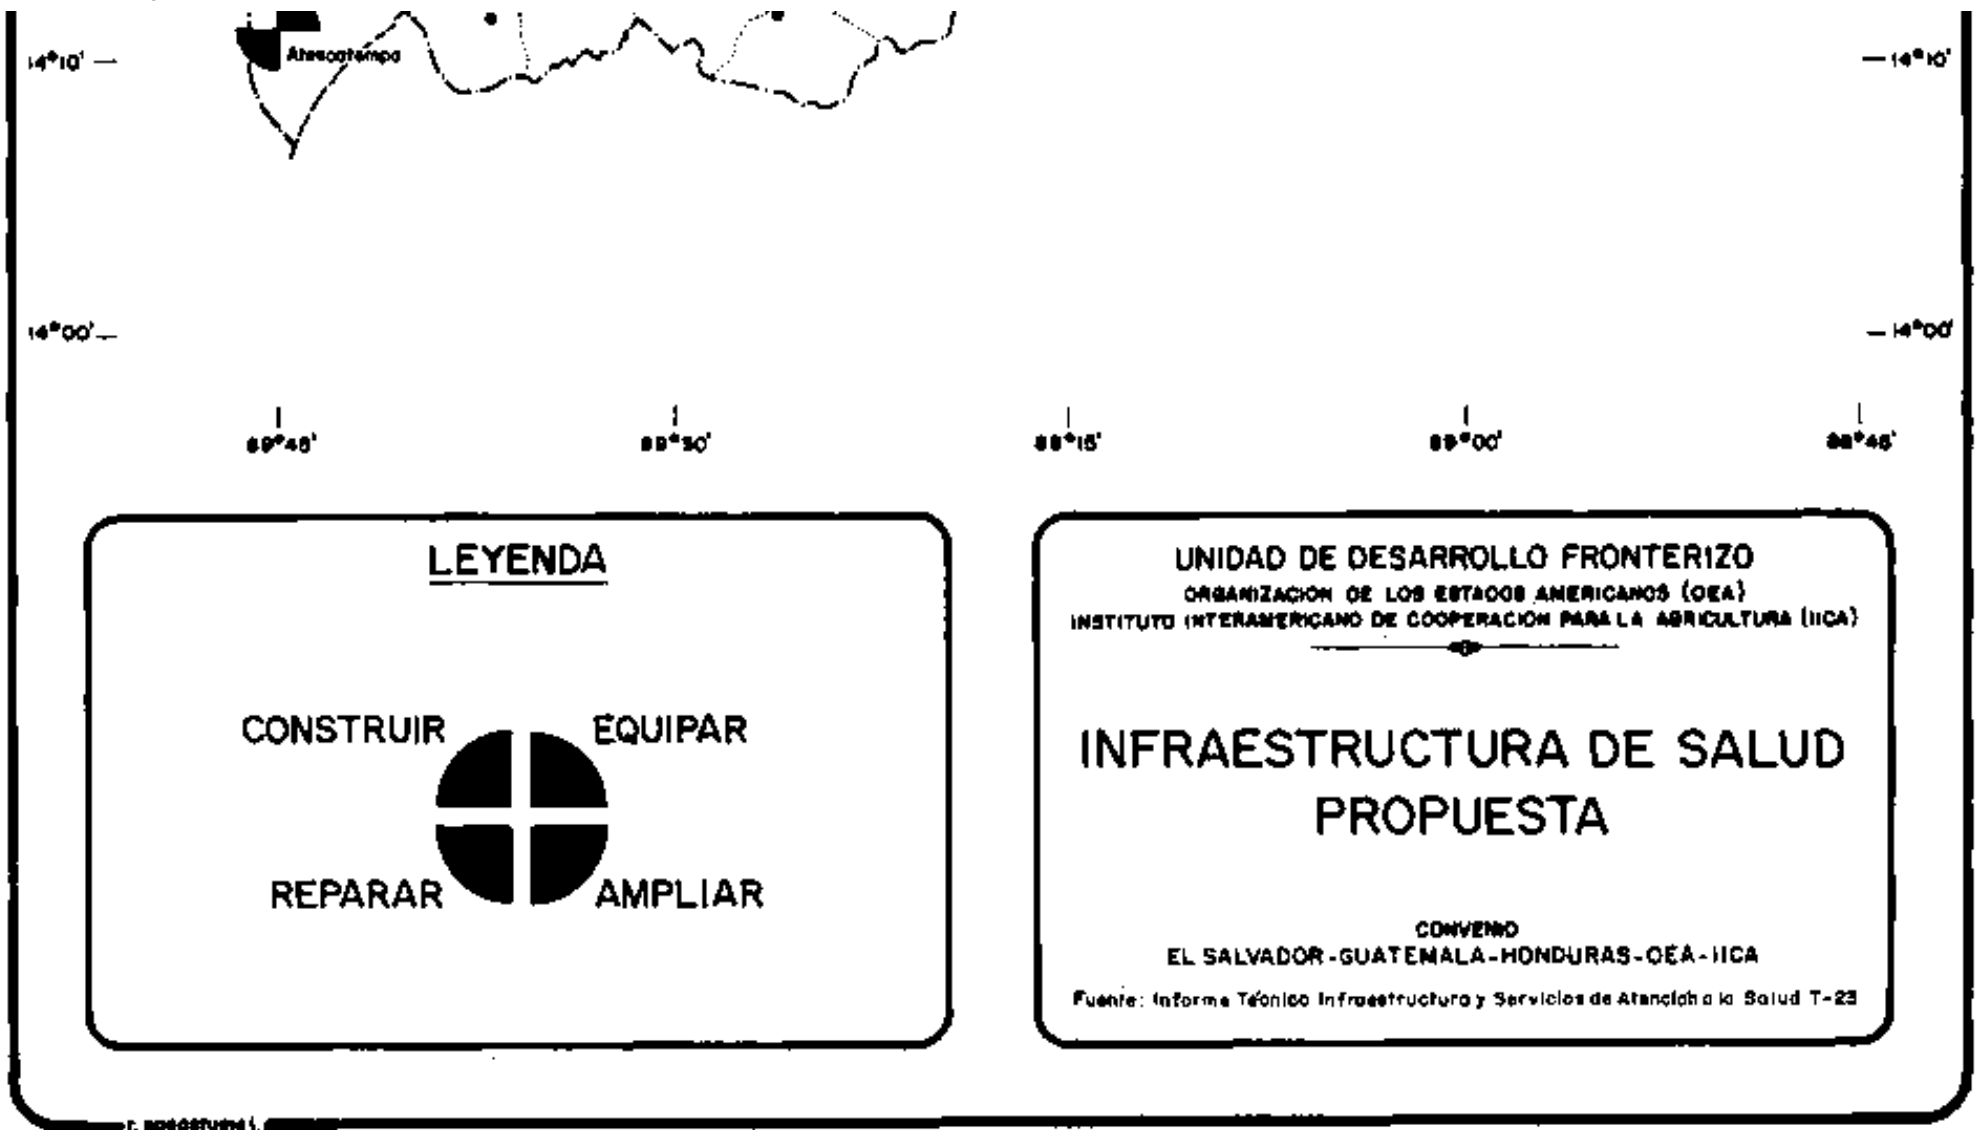 14°10'
Atescatempa
14°10'
14°00'
14°00'
89°45'
89°30'
89°15'
89°00'
88°45'
LEYENDA
CONSTRUIR
EQUIPAR
REPARAR
AMPLIAR
UNIDAD DE DESARROLLO FRONTERIZO
ORGANIZACION DE LOS ESTADOS AMERICANOS (OEA)
INSTITUTO INTERAMERICANO DE COOPERACION PARA LA AGRICULTURA (IICA)
INFRAESTRUCTURA DE SALUD
PROPUESTA
CONVENIO
EL SALVADOR-GUATEMALA-HONDURAS-OEA-IICA
Fuente: Informe Técnico Infraestructura y Servicios de Atención a la Salud T-23